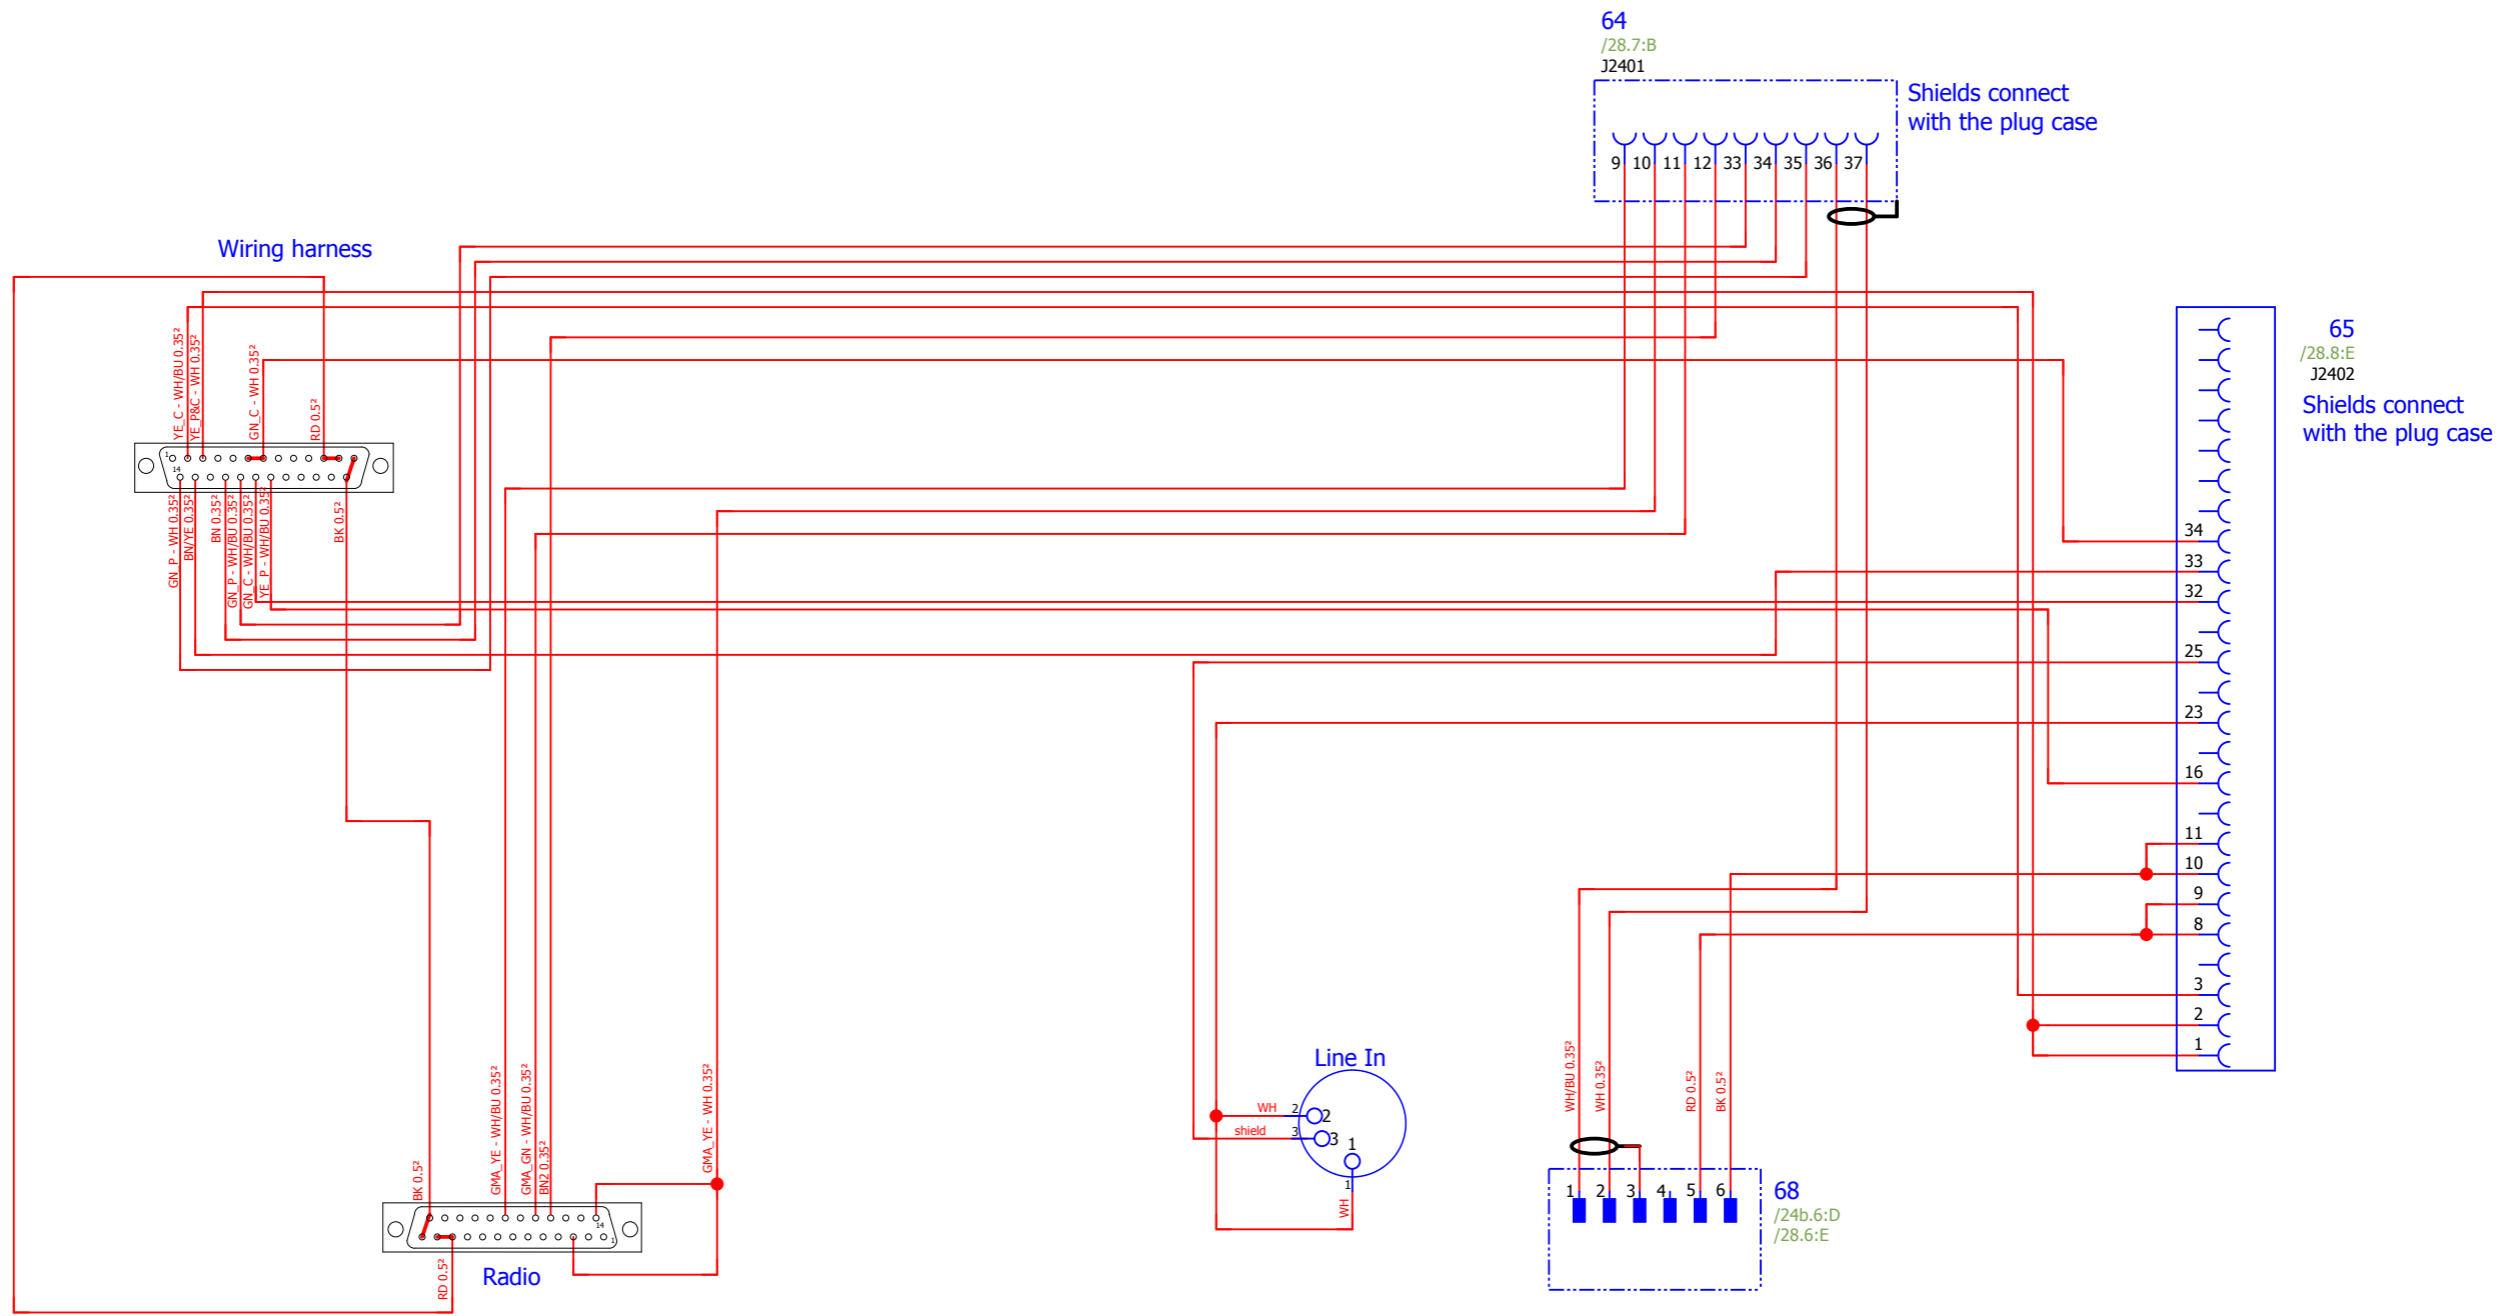 64
/28.7:B
J2401
Shields connect
with the plug case
9 10 11 12 33 34 35 36 37
Wiring harness
YE_C - WH/BU 0.35²
YE_P&C - WH 0.35²
GN_C - WH 0.35²
RD 0.5²
1
14
GN_P - WH 0.35²
BN/YE 0.35²
BN 0.35²
GN_P - WH/BU 0.35²
GN_C - WH/BU 0.35²
YE_P - WH/BU 0.35²
BK 0.5²
65
/28.8:E
J2402
Shields connect
with the plug case
34
33
32
25
23
16
11
10
9
8
3
2
1
BK 0.5²
GMA_YE - WH/BU 0.35²
GMA_GN - WH/BU 0.35²
BN2 0.35²
GMA_YE - WH 0.35²
14
1
RD 0.5²
Radio
Line In
WH 2 2
shield 3 3
1
1
WH
WH/BU 0.35²
WH 0.35²
RD 0.5²
BK 0.5²
1 2 3 4 5 6
68
/24b.6:D
/28.6:E